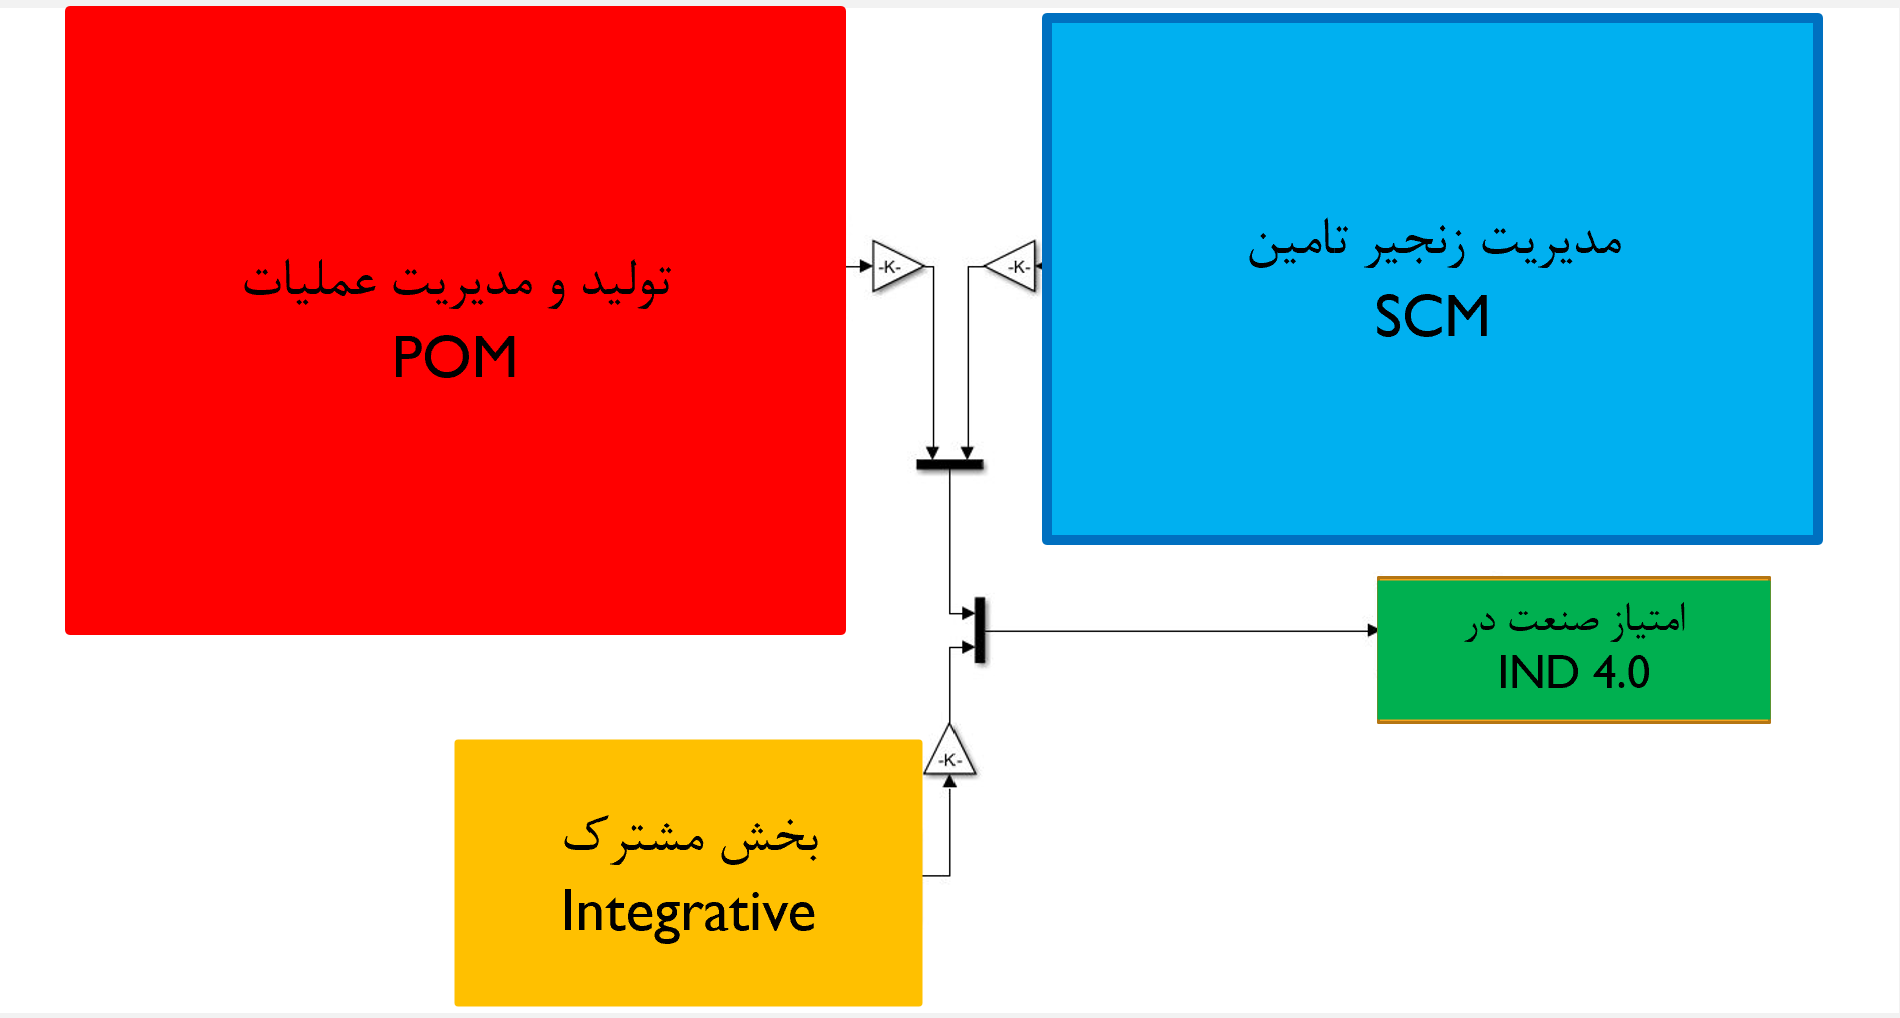 تولید و مدیریت عملیات
POM
-K-
-K-
مدیریت زنجیر تامین
SCM
امتیاز صنعت در
IND 4.0
-K-
بخش مشترک
Integrative